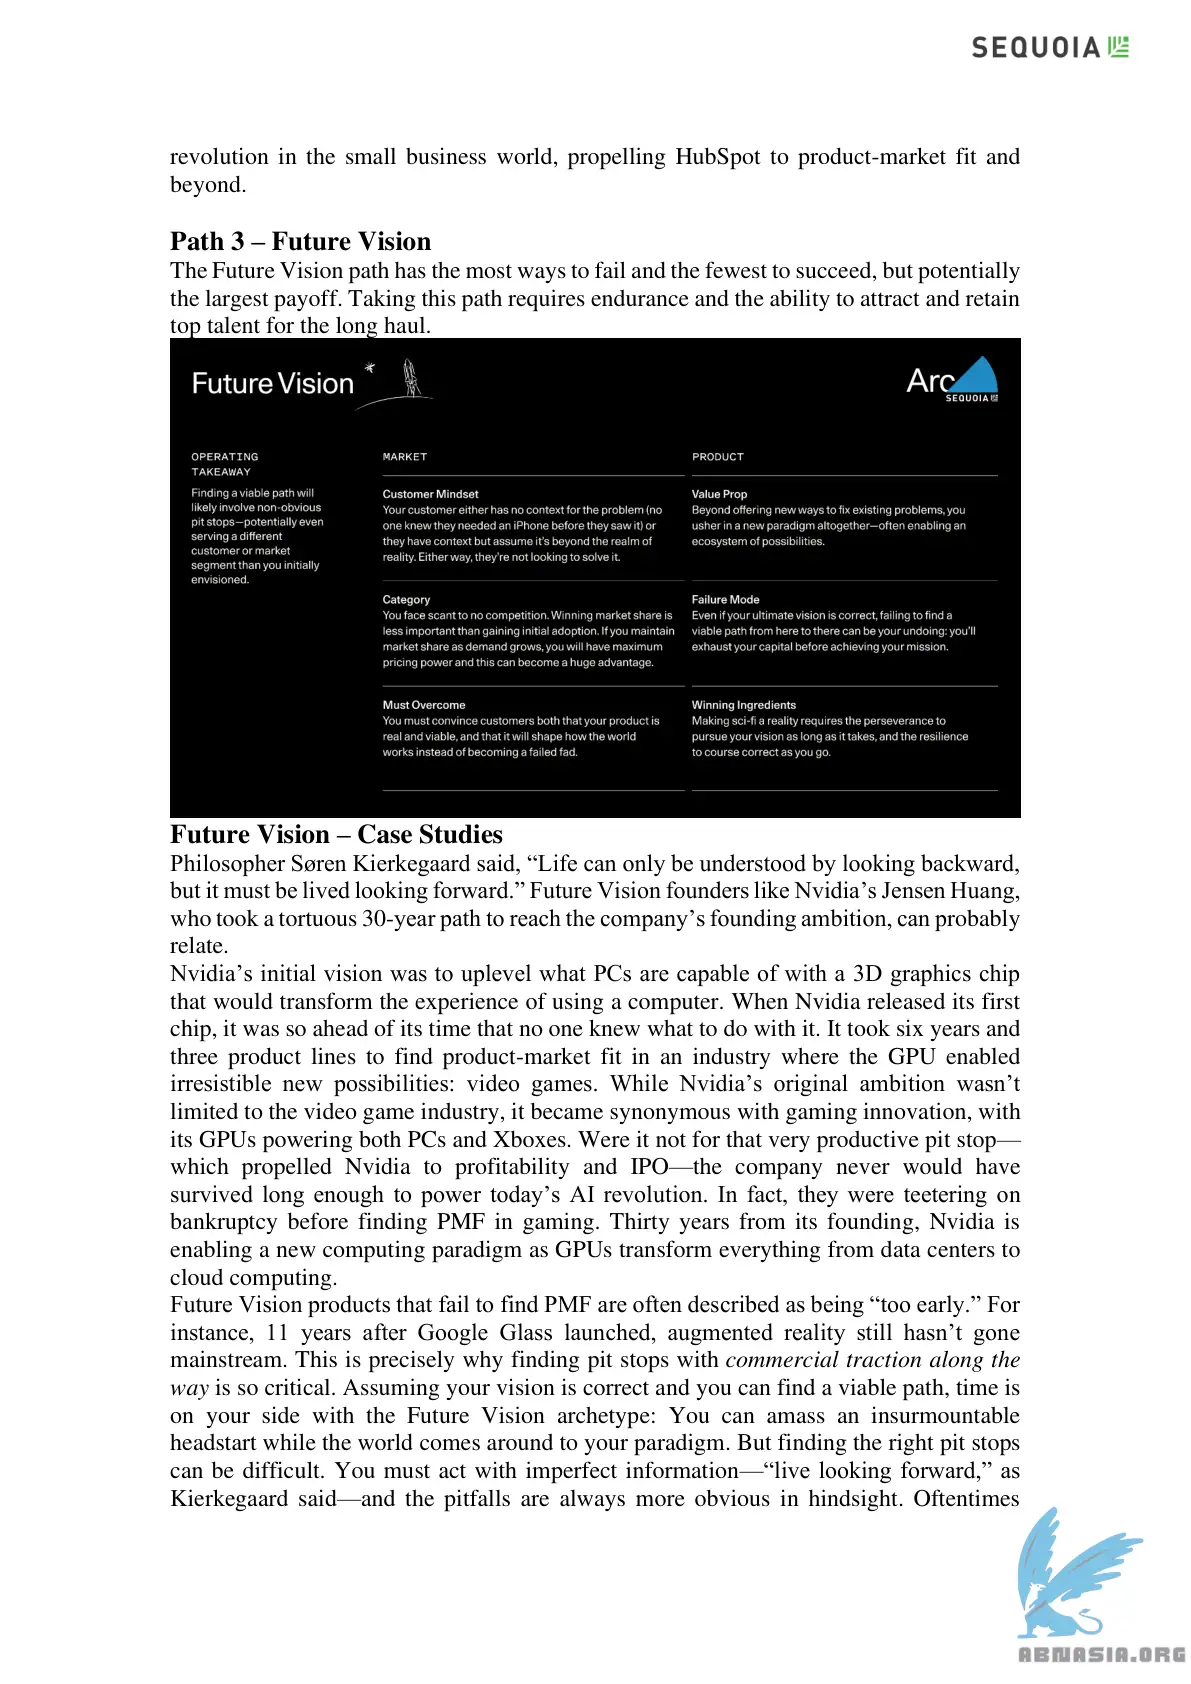 SEQUOIA
revolution in the small business world, propelling HubSpot to product-market fit and
beyond.
Path 3 – Future Vision
The Future Vision path has the most ways to fail and the fewest to succeed, but potentially
the largest payoff. Taking this path requires endurance and the ability to attract and retain
top talent for the long haul.
Future Vision
Arc
SEQUOIA
OPERATING
TAKEAWAY
Finding a viable path will
likely involve non-obvious
pit stops—potentially even
serving a different
customer or market
segment than you initially
envisioned.
MARKET
Customer Mindset
Your customer either has no context for the problem (no
one knew they needed an iPhone before they saw it) or
they have context but assume it's beyond the realm of
reality. Either way, they're not looking to solve it.
Category
You face scant to no competition. Winning market share is
less important than gaining initial adoption. If you maintain
market share as demand grows, you will have maximum
pricing power and this can become a huge advantage.
Must Overcome
You must convince customers both that your product is
real and viable, and that it will shape how the world
works instead of becoming a failed fad.
PRODUCT
Value Prop
Beyond offering new ways to fix existing problems, you
usher in a new paradigm altogether—often enabling an
ecosystem of possibilities.
Failure Mode
Even if your ultimate vision is correct, failing to find a
viable path from here to there can be your undoing: you'll
exhaust your capital before achieving your mission.
Winning Ingredients
Making sci-fi a reality requires the perseverance to
pursue your vision as long as it takes, and the resilience
to course correct as you go.
Future Vision – Case Studies
Philosopher Søren Kierkegaard said, “Life can only be understood by looking backward,
but it must be lived looking forward.” Future Vision founders like Nvidia’s Jensen Huang,
who took a tortuous 30-year path to reach the company’s founding ambition, can probably
relate.
Nvidia’s initial vision was to uplevel what PCs are capable of with a 3D graphics chip
that would transform the experience of using a computer. When Nvidia released its first
chip, it was so ahead of its time that no one knew what to do with it. It took six years and
three product lines to find product-market fit in an industry where the GPU enabled
irresistible new possibilities: video games. While Nvidia’s original ambition wasn’t
limited to the video game industry, it became synonymous with gaming innovation, with
its GPUs powering both PCs and Xboxes. Were it not for that very productive pit stop—
which propelled Nvidia to profitability and IPO—the company never would have
survived long enough to power today’s AI revolution. In fact, they were teetering on
bankruptcy before finding PMF in gaming. Thirty years from its founding, Nvidia is
enabling a new computing paradigm as GPUs transform everything from data centers to
cloud computing.
Future Vision products that fail to find PMF are often described as being “too early.” For
instance, 11 years after Google Glass launched, augmented reality still hasn’t gone
mainstream. This is precisely why finding pit stops with commercial traction along the
way is so critical. Assuming your vision is correct and you can find a viable path, time is
on your side with the Future Vision archetype: You can amass an insurmountable
headstart while the world comes around to your paradigm. But finding the right pit stops
can be difficult. You must act with imperfect information—“live looking forward,” as
Kierkegaard said—and the pitfalls are always more obvious in hindsight. Oftentimes
ABNASIA.ORG